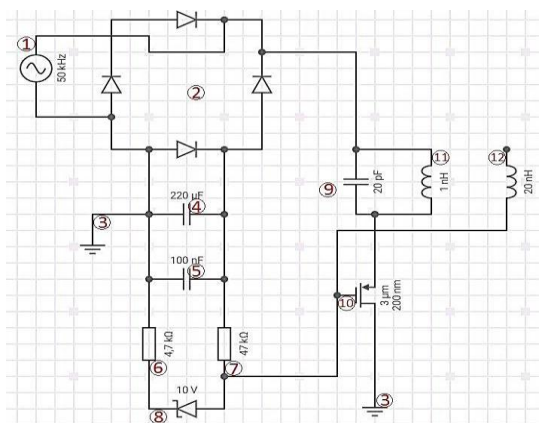 1
50 kHz
2
220 µF
4
3
100 nF
5
4,7 kΩ
6
47 kΩ
7
10 V
8
9
20 pF
11
1 nH
12
20 nH
10
3 µm
200 nm
3